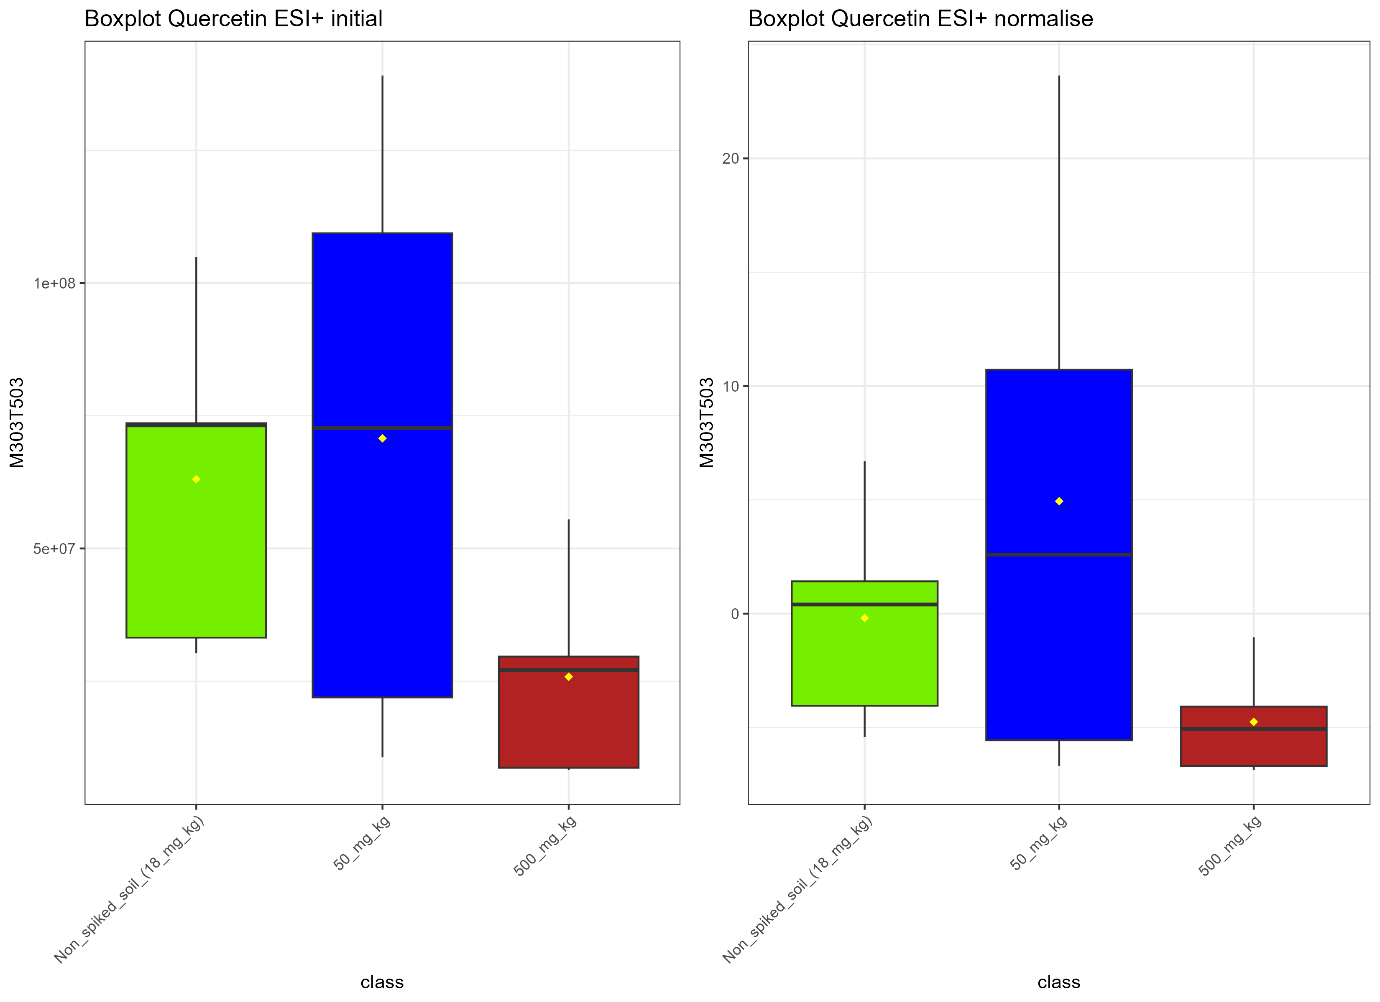 Boxplot Quercetin ESI+ initial
M303T503
1e+08
5e+07
Non_spiked_soil_(18_mg_kg)
50_mg_kg
500_mg_kg
class
Boxplot Quercetin ESI+ normalise
M303T503
20
10
0
Non_spiked_soil_(18_mg_kg)
50_mg_kg
500_mg_kg
class